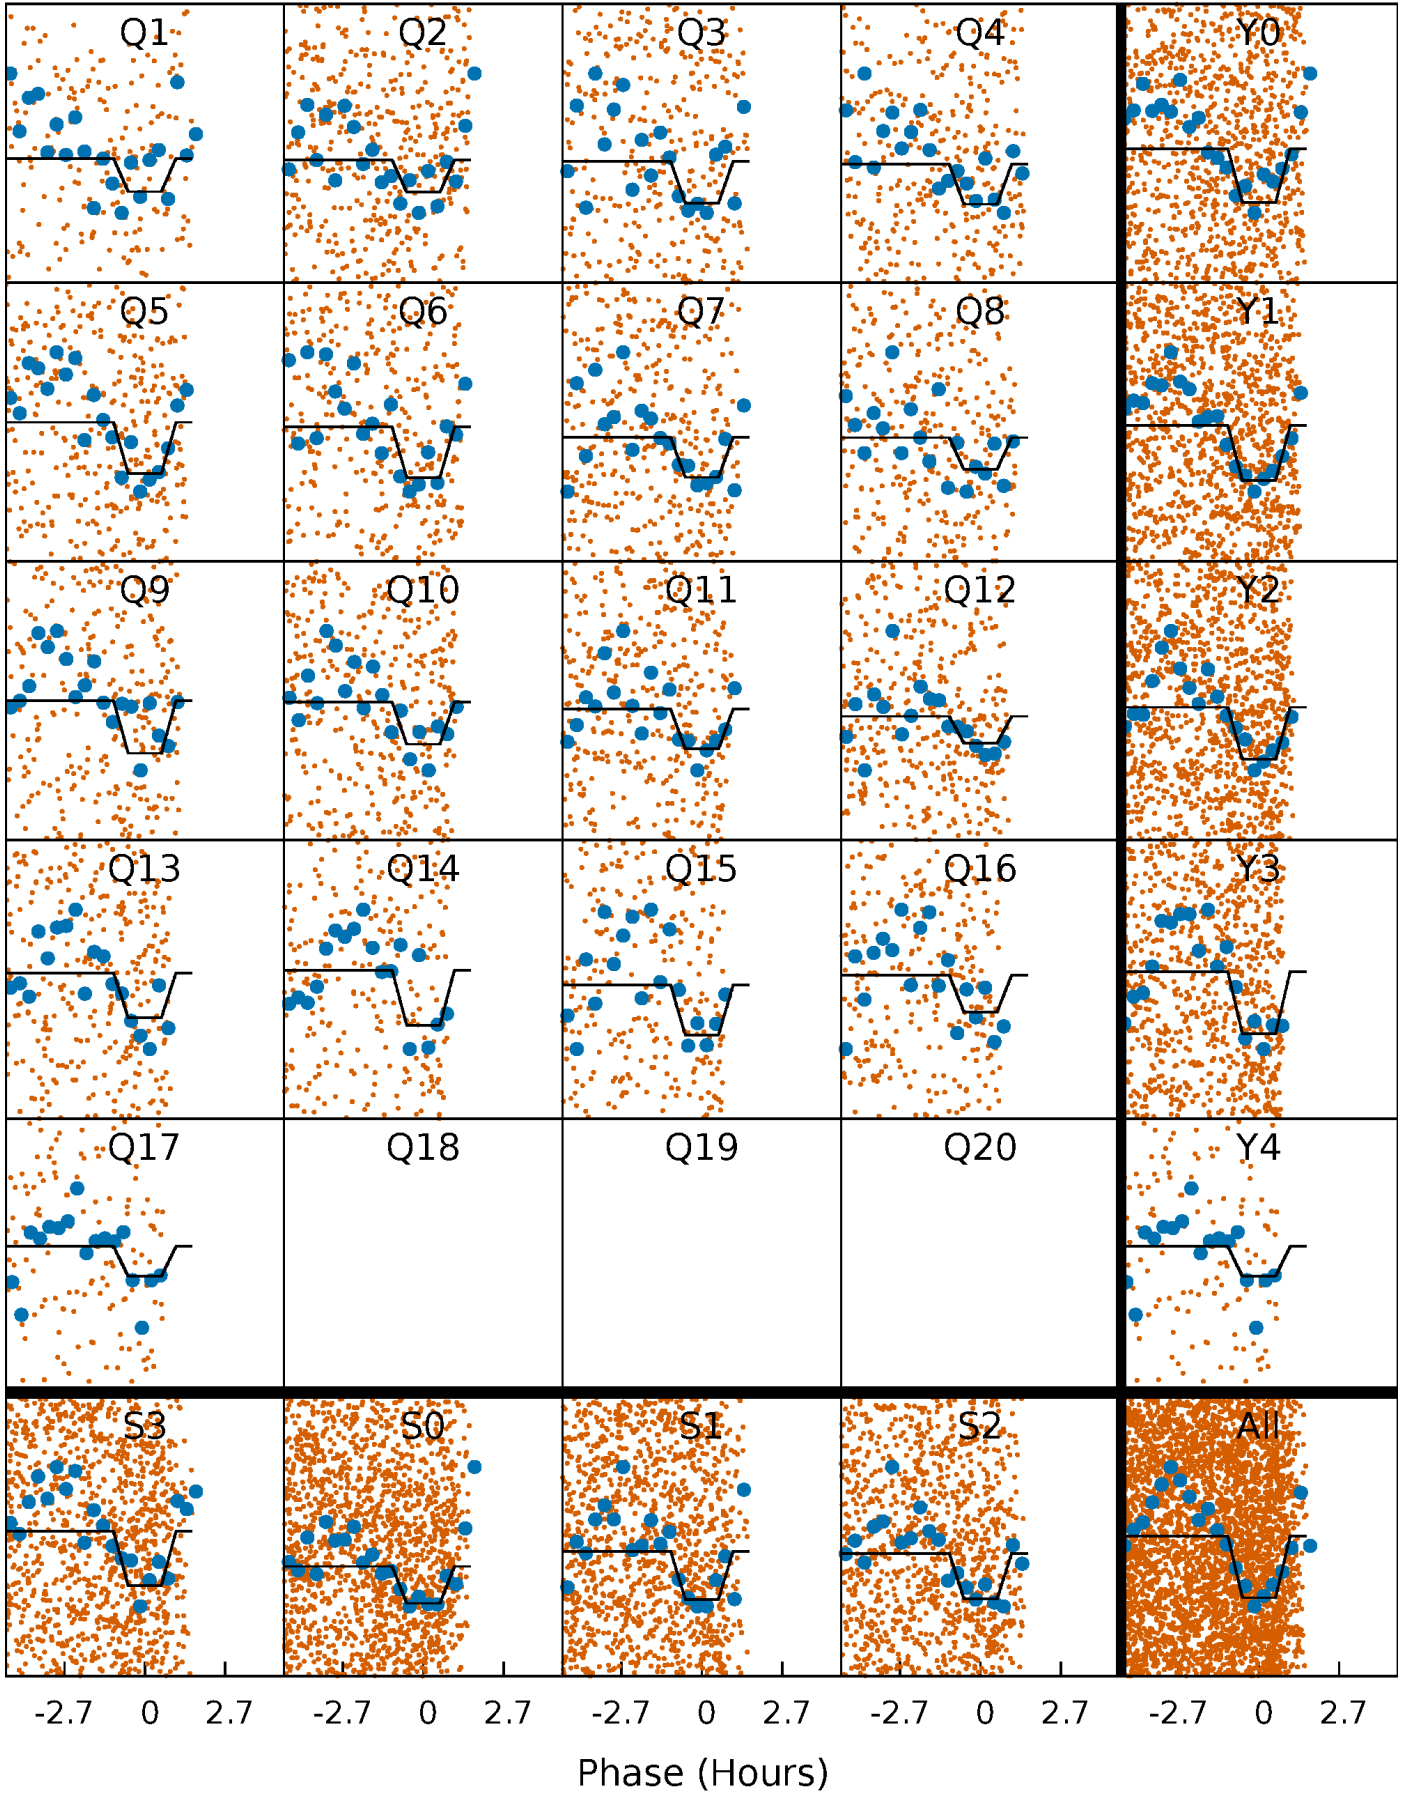 Q1 Q2 Q3 Q4 Y0
Q5 Q6 Q7 Q8 Y1
Q9 Q10 Q11 Q12 Y2
Q13 Q14 Q15 Q16 Y3
Q17 Q18 Q19 Q20 Y4
S3 S0 S1 S2 All
-2.7 0 2.7 -2.7 0 2.7 -2.7 0 2.7 -2.7 0 2.7 -2.7 0 2.7
Phase (Hours)